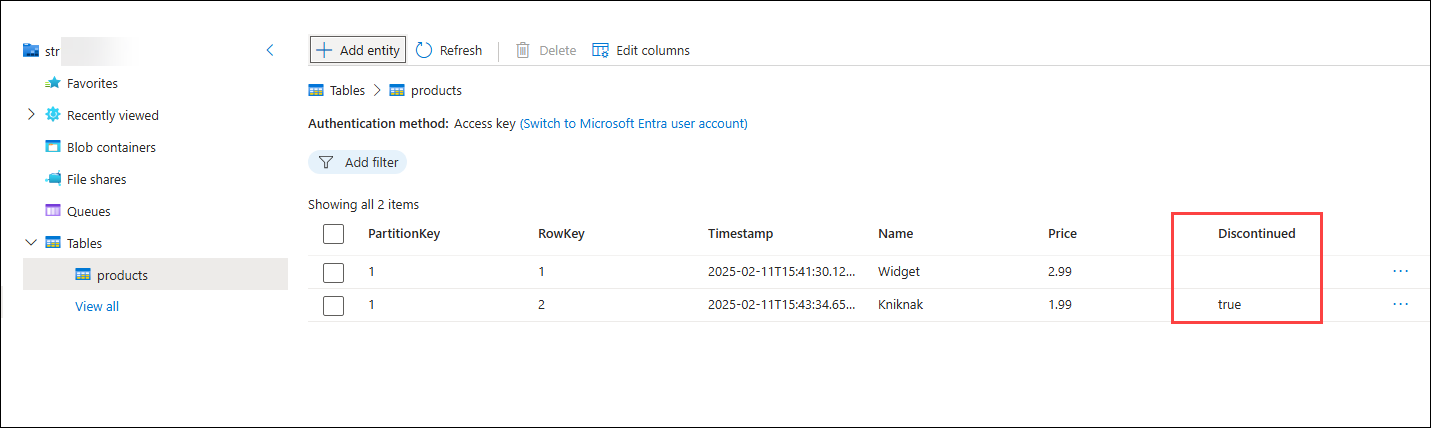 str
Favorites
Recently viewed
Blob containers
File shares
Queues
Tables
products
View all
Add entity Refresh Delete Edit columns
Tables products
Authentication method: Access key (Switch to Microsoft Entra user account)
Add filter
Showing all 2 items
PartitionKey RowKey Timestamp Name Price Discontinued
1 1 2025-02-11T15:41:30.12... Widget 2.99
1 2 2025-02-11T15:43:34.65... Kniknak 1.99 true